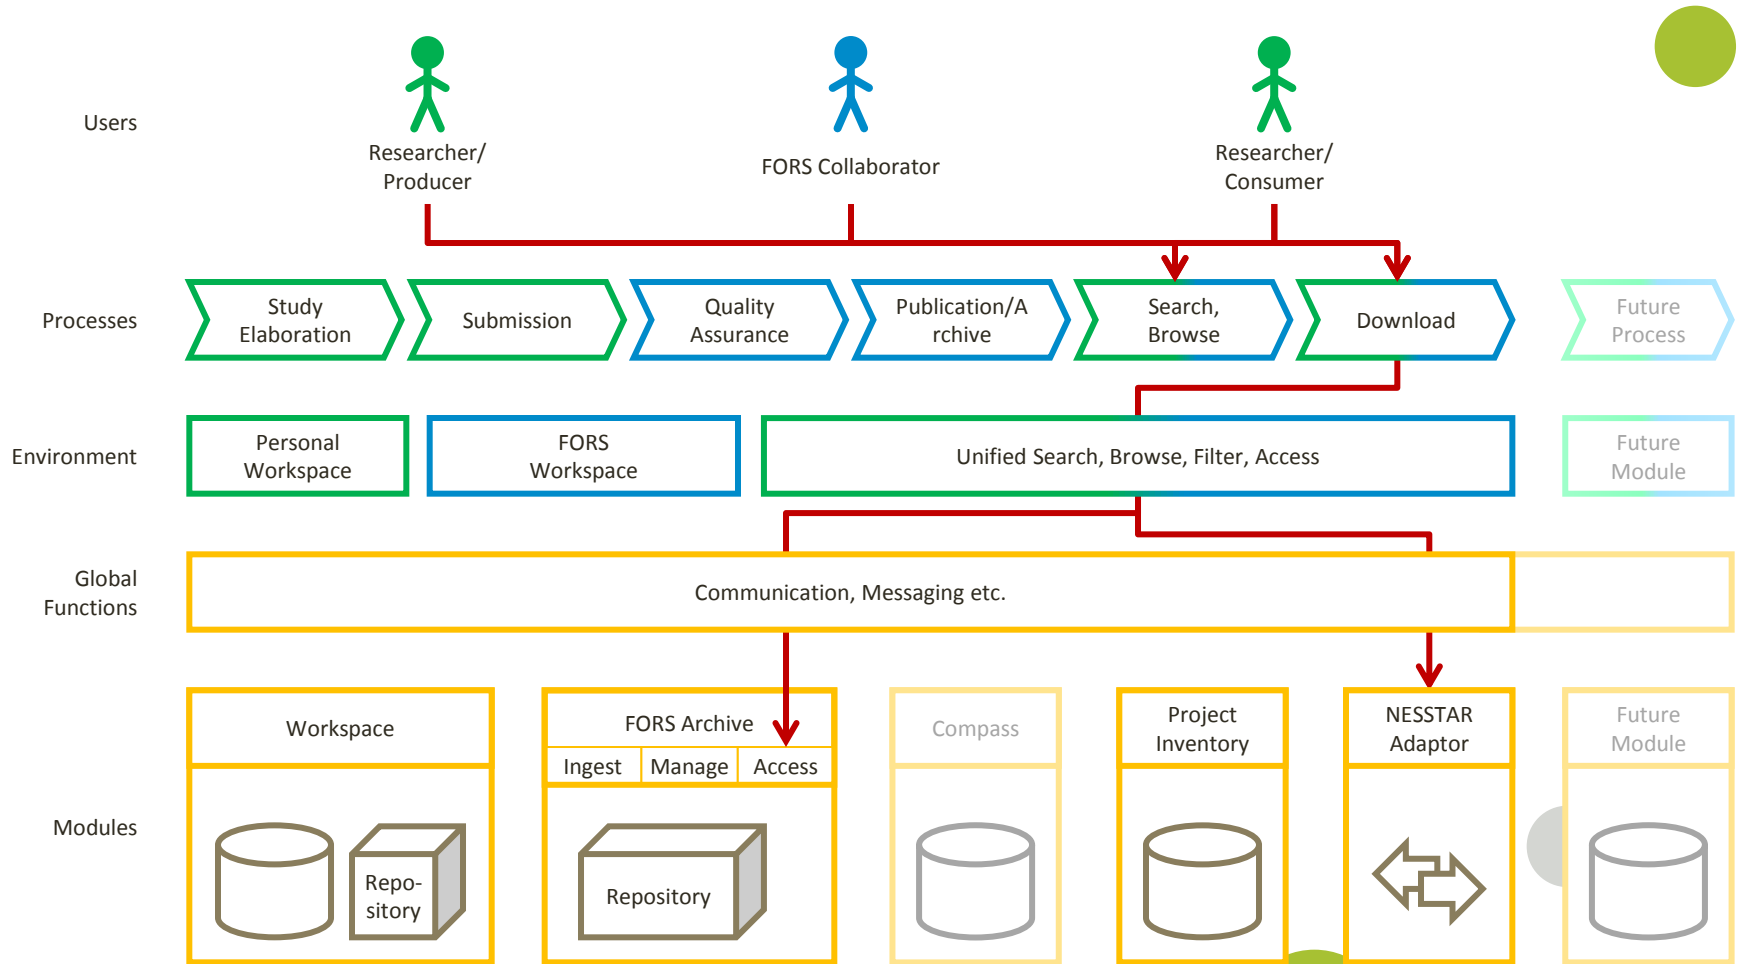 Users
Researcher/
Producer
FORS Collaborator
Researcher/
Consumer
Processes
Study
Elaboration
Submission
Quality
Assurance
Publication/A
rchive
Search,
Browse
Download
Future
Process
Environment
Personal
Workspace
FORS
Workspace
Unified Search, Browse, Filter, Access
Future
Module
Global
Functions
Communication, Messaging etc.
Modules
Workspace
Repo-
sitory
FORS Archive
Ingest
Manage
Access
Repository
Compass
Project
Inventory
NESSTAR
Adaptor
Future
Module